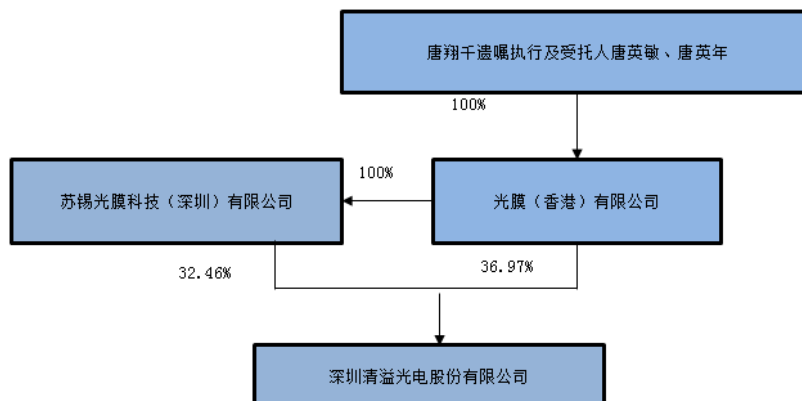 唐翔千遗嘱执行及受托人唐英敏、唐英年
100%
100%
苏锡光膜科技（深圳）有限公司
光膜（香港）有限公司
32.46%
36.97%
深圳清溢光电股份有限公司